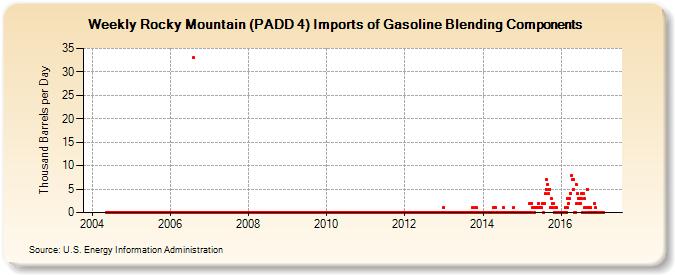 Weekly Rocky Mountain (PADD 4) Imports of Gasoline Blending Components
Thousand Barrels per Day
35
30
25
20
15
10
5
0
2004 2006 2008 2010 2012 2014 2016
Source: U.S. Energy Information Administration